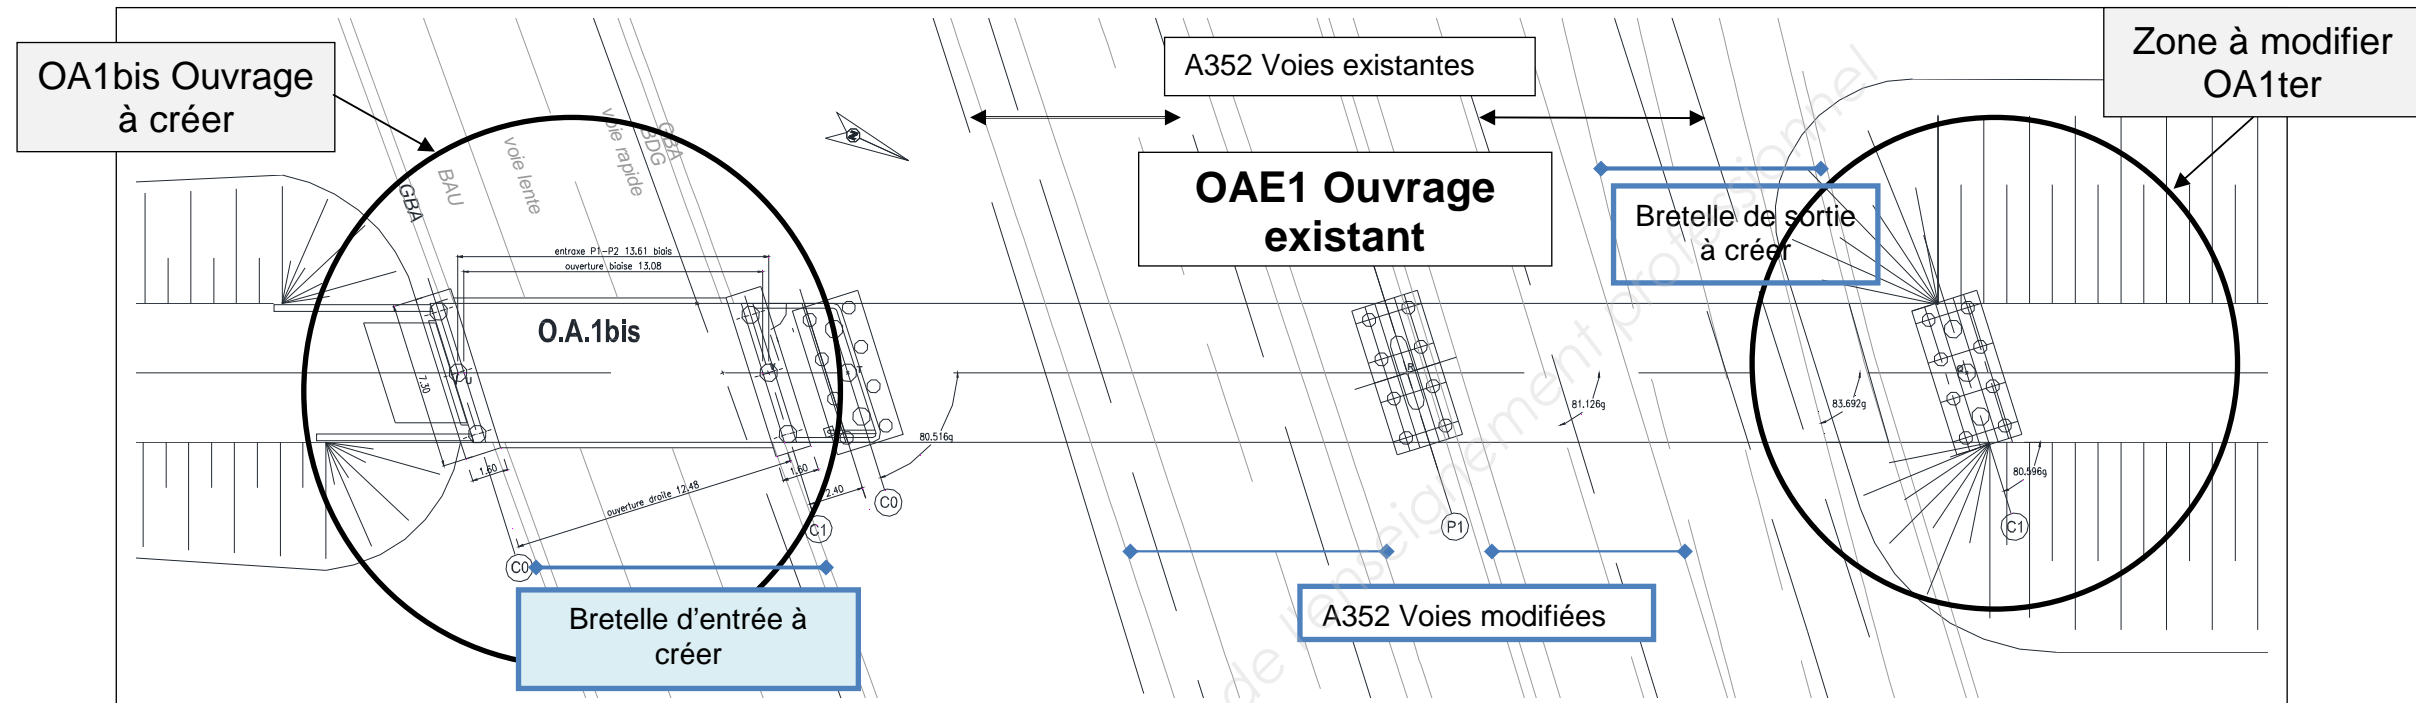 OA1bis Ouvrage
à créer
A352 Voies existantes
Zone à modifier
OA1ter
OAE1 Ouvrage
existant
Bretelle de sortie
à créer
GBA
BAU
voie lente
voie rapide
BDG
GBA
N
entraxe P1-P2 13.61 biais
ouverture biaise 13.08
O.A.1bis
7.30
U
V
T
R
Q
81.126g
83.692g
80.516g
80.596g
1.60
ouverture droite 12.48
1.60
2.40
C0
C1
C0
P1
C1
Bretelle d'entrée à
créer
A352 Voies modifiées
de l'enseignement professionnel